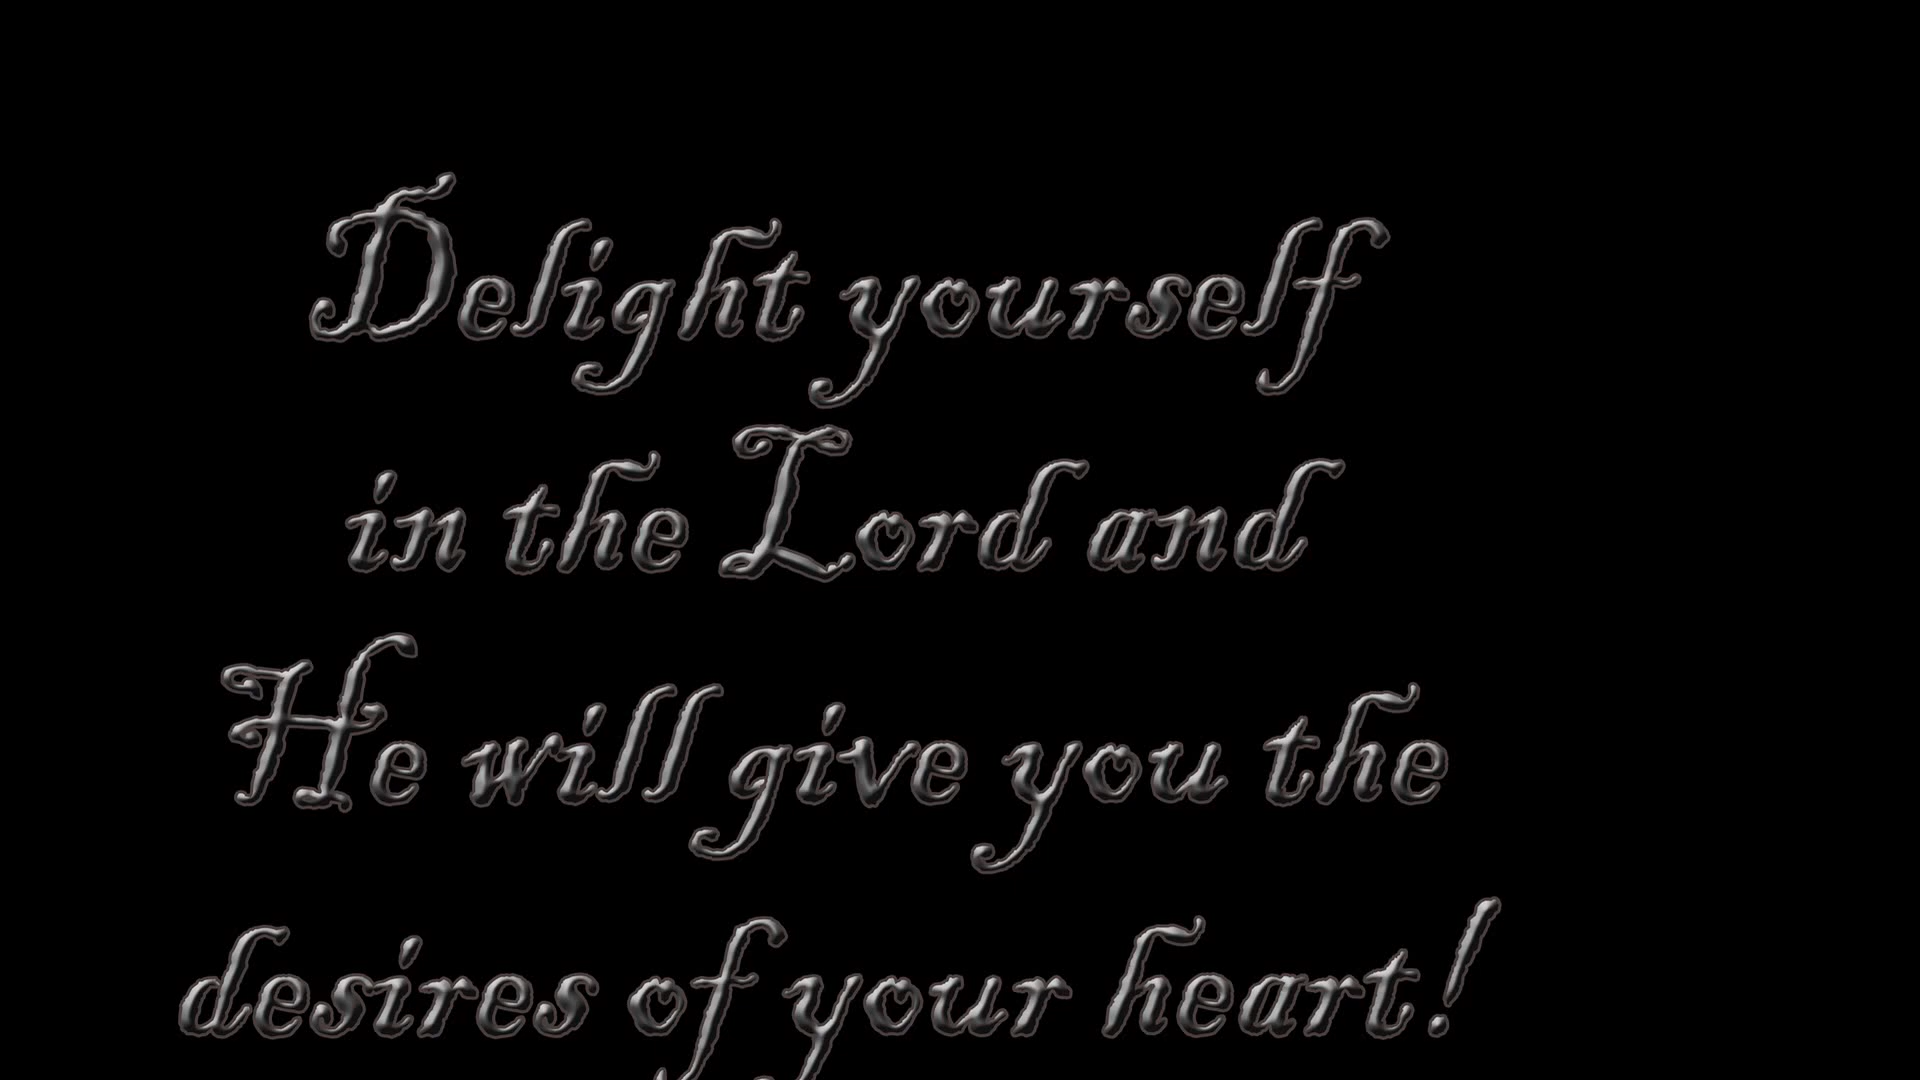 Delight yourself
in the Lord and
He will give you the
desires of your heart!